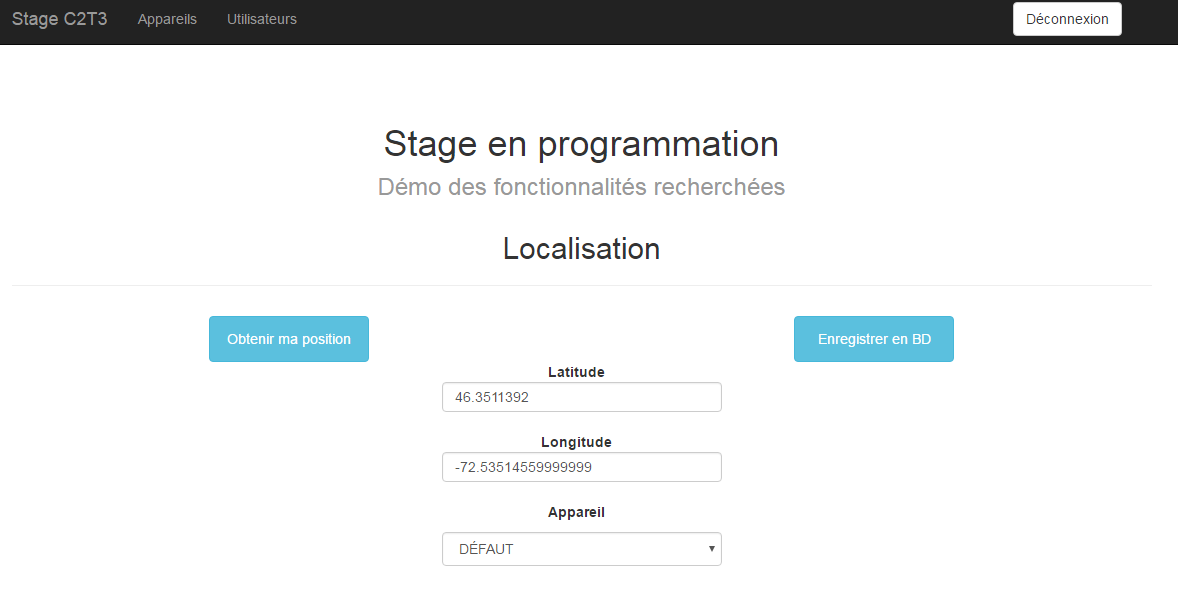 Stage C2T3 Appareils Utilisateurs Déconnexion
Stage en programmation
Démo des fonctionnalités recherchées
Localisation
Obtenir ma position Enregistrer en BD
Latitude
46.3511392
Longitude
-72.53514559999999
Appareil
DÉFAUT